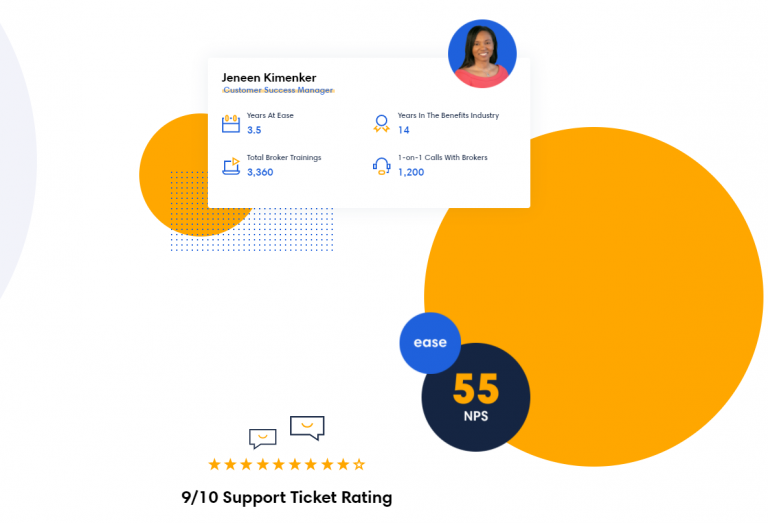 Jeneen Kimenker
Customer Success Manager
Years At Ease
3.5
Years In The Benefits Industry
14
Total Broker Trainings
3,360
1-on-1 Calls With Brokers
1,200
ease
55
NPS
9/10 Support Ticket Rating